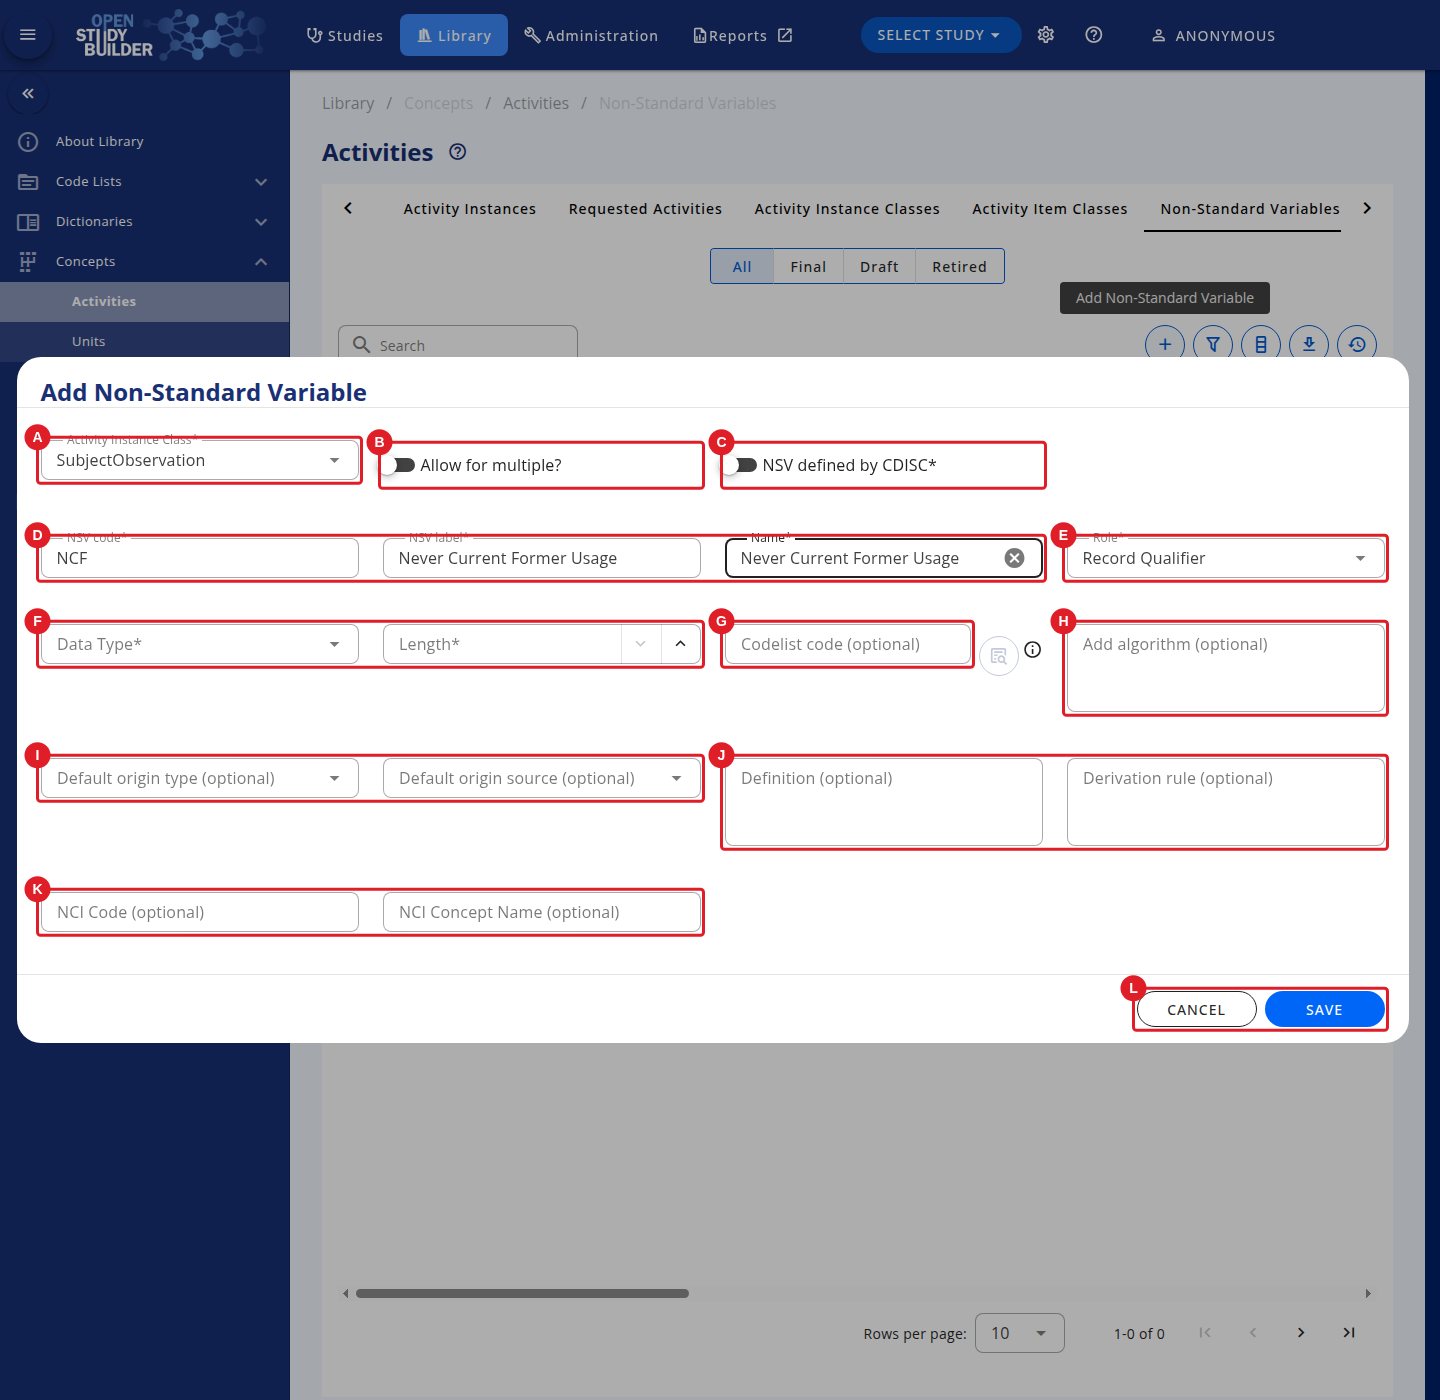 OPEN
STUDY
BUILDER
Studies
Library
Administration
Reports
SELECT STUDY
ANONYMOUS
About Library
Code Lists
Dictionaries
Concepts
Activities
Units
Library / Concepts / Activities / Non-Standard Variables
Activities
Activity Instances
Requested Activities
Activity Instance Classes
Activity Item Classes
Non-Standard Variables
All
Final
Draft
Retired
Add Non-Standard Variable
Search
Add Non-Standard Variable
A
Activity Instance Class*
SubjectObservation
B
Allow for multiple?
C
NSV defined by CDISC*
D
NSV code*
NCF
NSV label*
Never Current Former Usage
Name*
Never Current Former Usage
E
Role*
Record Qualifier
F
Data Type*
Length*
G
Codelist code (optional)
H
Add algorithm (optional)
I
Default origin type (optional)
Default origin source (optional)
J
Definition (optional)
Derivation rule (optional)
K
NCI Code (optional)
NCI Concept Name (optional)
L
CANCEL
SAVE
Rows per page:
10
1-0 of 0